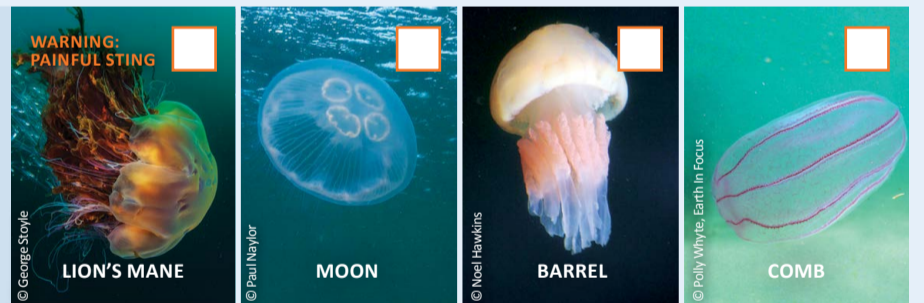 WARNING:
PAINFUL STING
© George Stoyle
LION'S MANE
© Paul Naylor
MOON
© Noel Hawkins
BARREL
© Polly Whyte, Earth In Focus
COMB